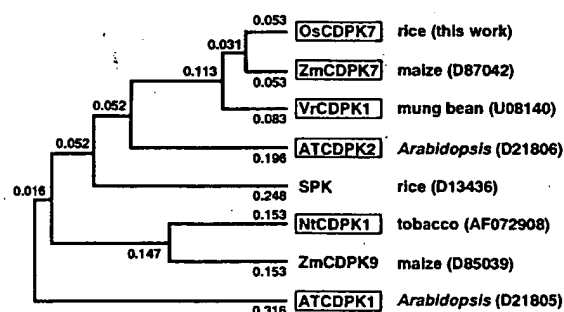 0.053
OsCDPK7 rice (this work)
0.031
ZmCDPK7 maize (D87042)
0.053
0.113
VrCDPK1 mung bean (U08140)
0.083
0.052
ATCDPK2 Arabidopsis (D21806)
0.196
0.052
SPK rice (D13436)
0.248
0.016
0.153
NtCDPK1 tobacco (AF072908)
0.147
ZmCDPK9 maize (D85039)
0.153
ATCDPK1 Arabidopsis (D21805)
0.316